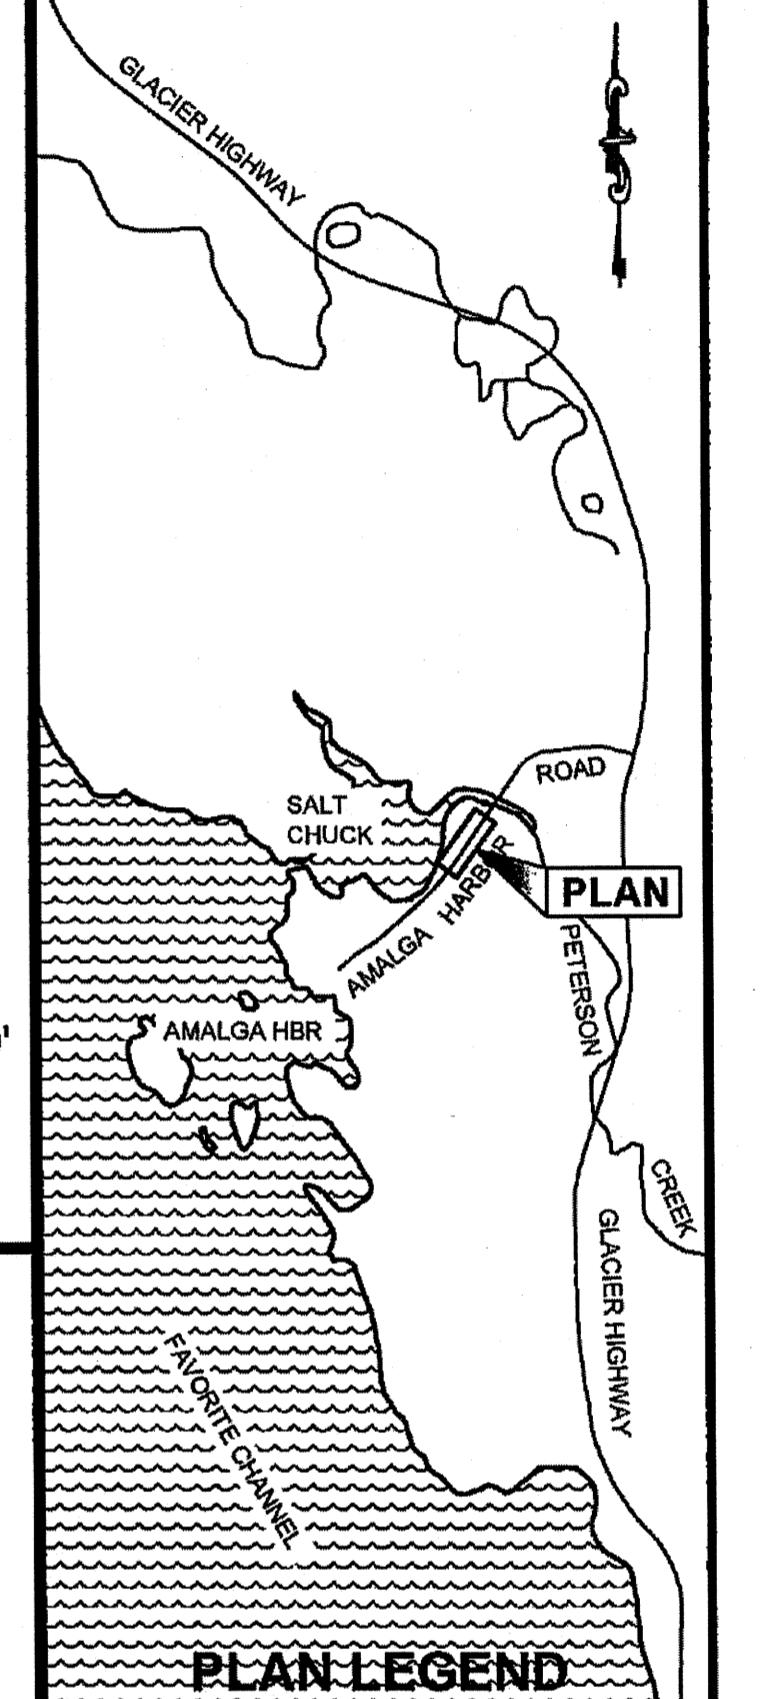 GLACIER HIGHWAY
ROAD
SALT
CHUCK
AMALGA HARBOR
PLAN
PETERSON
AMALGA HBR
CREEK
GLACIER HIGHWAY
FAVORITE CHANNEL
PLAN LEGEND